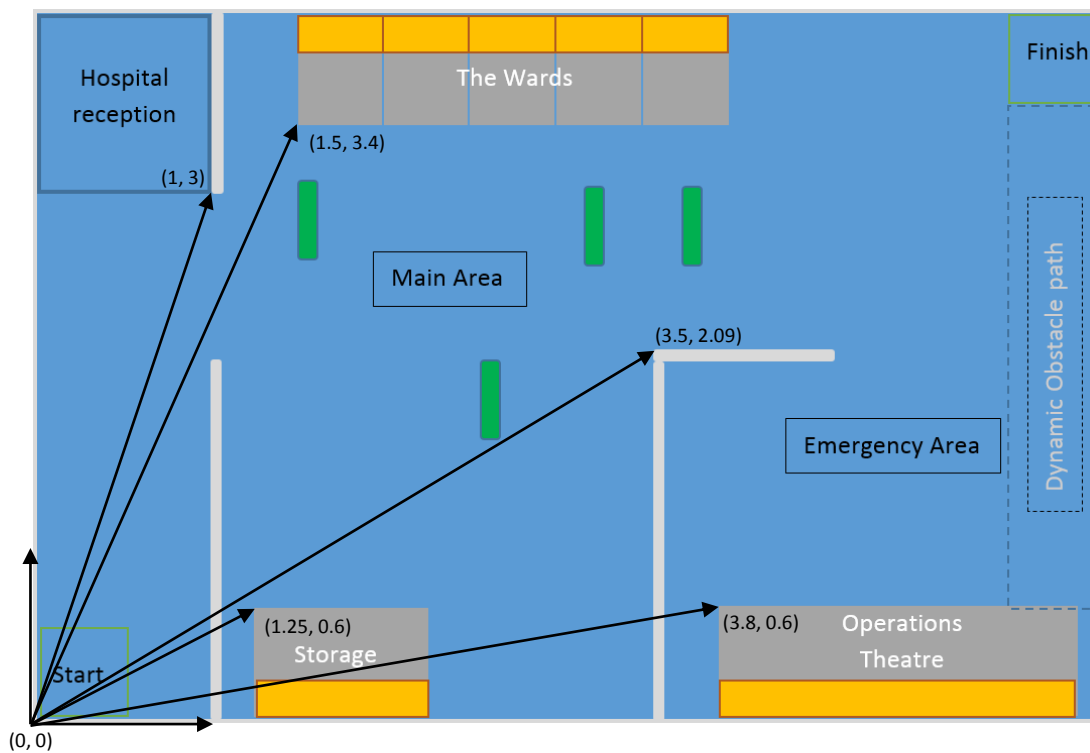 Hospital
reception
The Wards
Finish
(1.5, 3.4)
(1, 3)
Main Area
(3.5, 2.09)
Dynamic Obstacle path
Emergency Area
(1.25, 0.6)
Storage
(3.8, 0.6)
Operations
Theatre
Start
(0, 0)